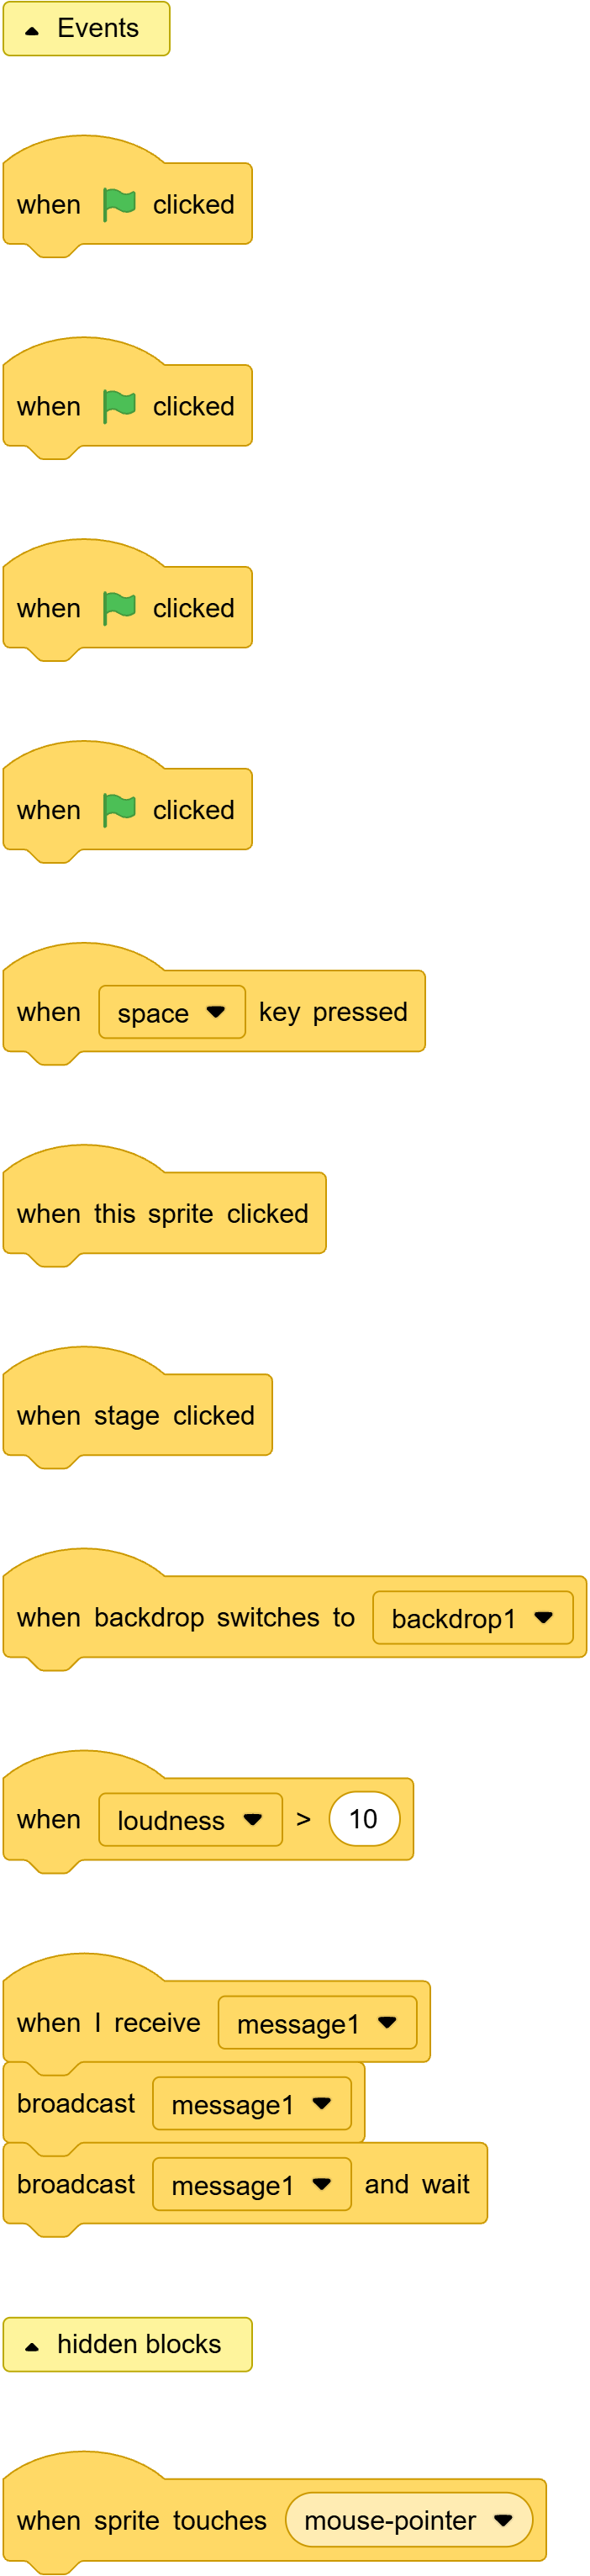 Events
when clicked
when clicked
when clicked
when clicked
when space key pressed
when this sprite clicked
when stage clicked
when backdrop switches to backdrop1
when loudness > 10
when I receive message1
broadcast message1
broadcast message1 and wait
hidden blocks
when sprite touches mouse-pointer